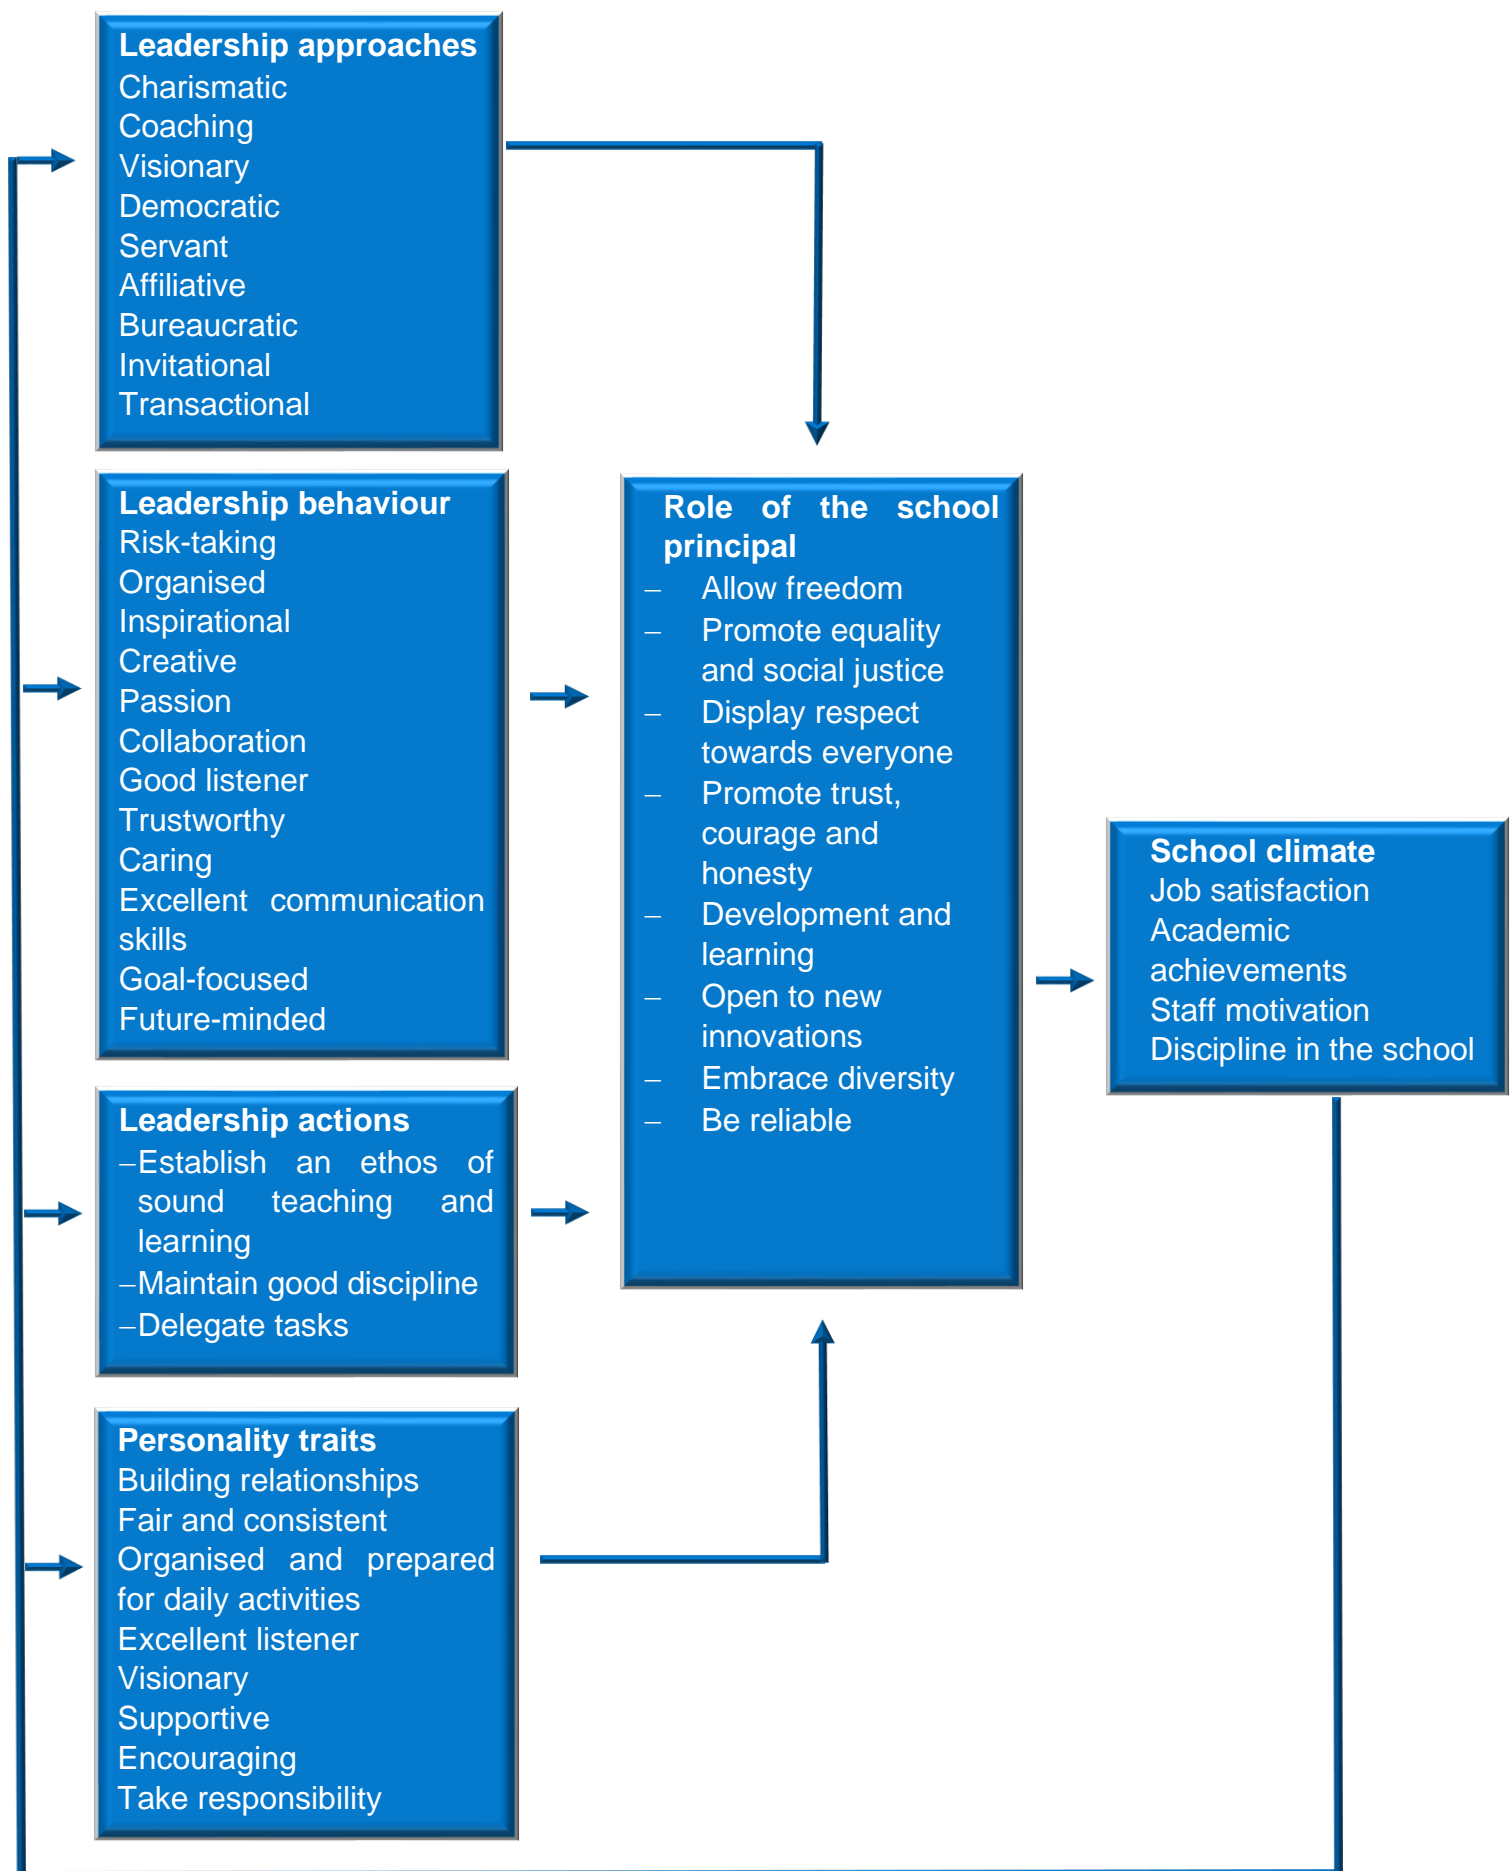 Leadership approaches
Charismatic
Coaching
Visionary
Democratic
Servant
Affiliative
Bureaucratic
Invitational
Transactional
Leadership behaviour
Risk-taking
Organised
Inspirational
Creative
Passion
Collaboration
Good listener
Trustworthy
Caring
Excellent communication
skills
Goal-focused
Future-minded
Leadership actions
–Establish an ethos of
sound teaching and
learning
–Maintain good discipline
–Delegate tasks
Personality traits
Building relationships
Fair and consistent
Organised and prepared
for daily activities
Excellent listener
Visionary
Supportive
Encouraging
Take responsibility
Role of the school
principal
– Allow freedom
– Promote equality
and social justice
– Display respect
towards everyone
– Promote trust,
courage and
honesty
– Development and
learning
– Open to new
innovations
– Embrace diversity
– Be reliable
School climate
Job satisfaction
Academic
achievements
Staff motivation
Discipline in the school